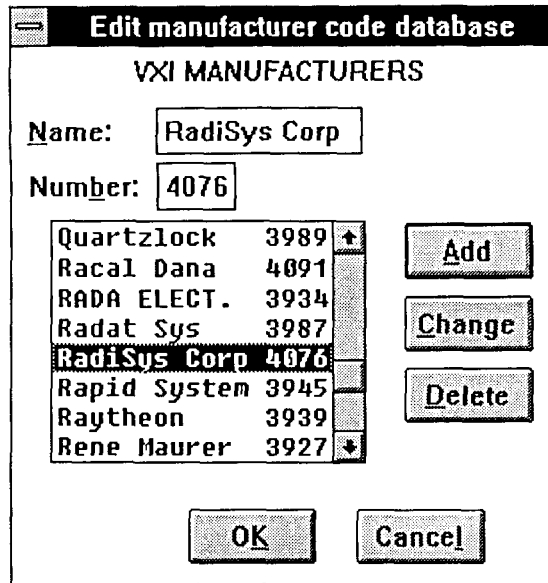 Edit manufacturer code database
VXI MANUFACTURERS
Name: RadiSys Corp
Number: 4076
Quartzlock 3989
Racal Dana 4091
RADA ELECT. 3934
Radat Sys 3987
RadiSys Corp 4076
Rapid System 3945
Raytheon 3939
Rene Maurer 3927
Add
Change
Delete
OK
Cancel